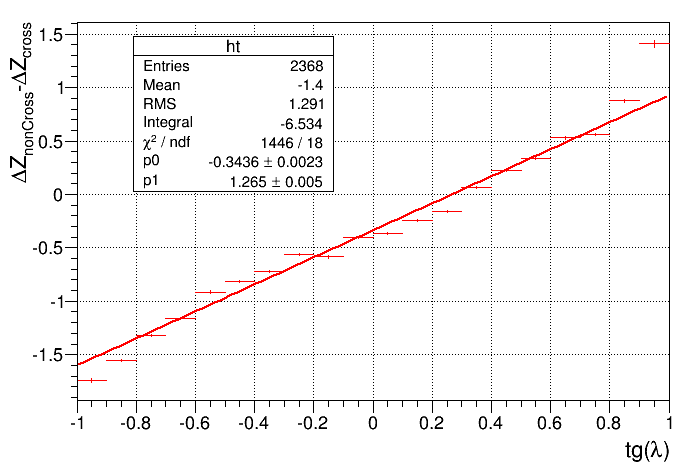 ΔZnonCross-ΔZcross
ht
Entries 2368
Mean -1.4
RMS 1.291
Integral -6.534
χ² / ndf 1446 / 18
p0 -0.3436 ± 0.0023
p1 1.265 ± 0.005
1.5
1
0.5
0
-0.5
-1
-1.5
-1 -0.8 -0.6 -0.4 -0.2 0 0.2 0.4 0.6 0.8 1
tg(λ)